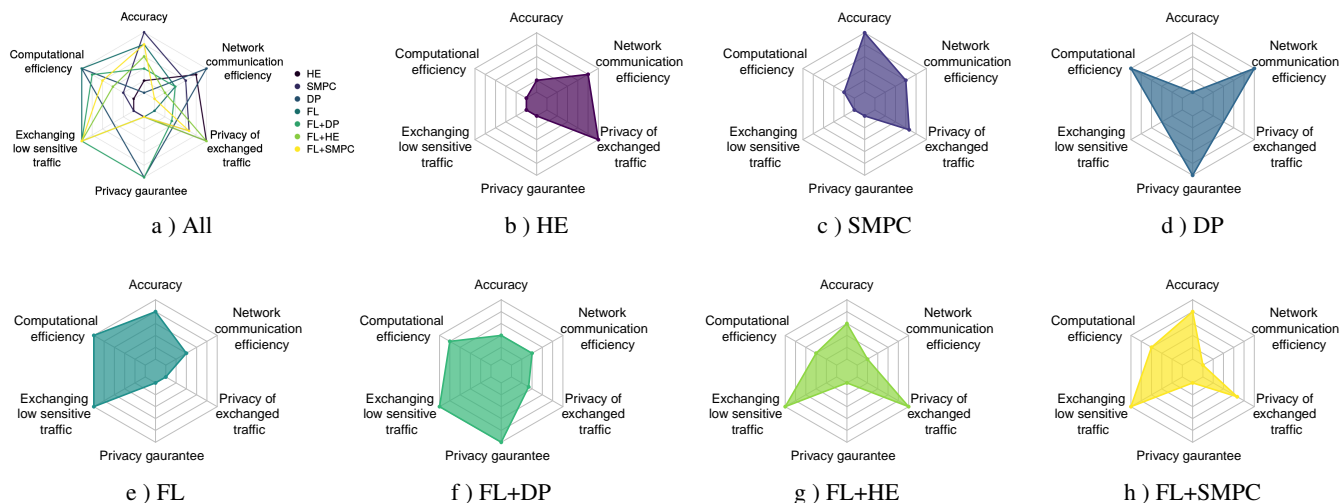 Accuracy
Computational
efficiency
Network
communication
efficiency
Exchanging
low sensitive
traffic
Privacy of
exchanged
traffic
Privacy gaurantee
HE
SMPC
DP
FL
FL+DP
FL+HE
FL+SMPC
a ) All
Accuracy
Computational
efficiency
Network
communication
efficiency
Exchanging
low sensitive
traffic
Privacy of
exchanged
traffic
Privacy gaurantee
b ) HE
Accuracy
Computational
efficiency
Network
communication
efficiency
Exchanging
low sensitive
traffic
Privacy of
exchanged
traffic
Privacy gaurantee
c ) SMPC
Accuracy
Computational
efficiency
Network
communication
efficiency
Exchanging
low sensitive
traffic
Privacy of
exchanged
traffic
Privacy gaurantee
d ) DP
Accuracy
Computational
efficiency
Network
communication
efficiency
Exchanging
low sensitive
traffic
Privacy of
exchanged
traffic
Privacy gaurantee
e ) FL
Accuracy
Computational
efficiency
Network
communication
efficiency
Exchanging
low sensitive
traffic
Privacy of
exchanged
traffic
Privacy gaurantee
f ) FL+DP
Accuracy
Computational
efficiency
Network
communication
efficiency
Exchanging
low sensitive
traffic
Privacy of
exchanged
traffic
Privacy gaurantee
g ) FL+HE
Accuracy
Computational
efficiency
Network
communication
efficiency
Exchanging
low sensitive
traffic
Privacy of
exchanged
traffic
Privacy gaurantee
h ) FL+SMPC